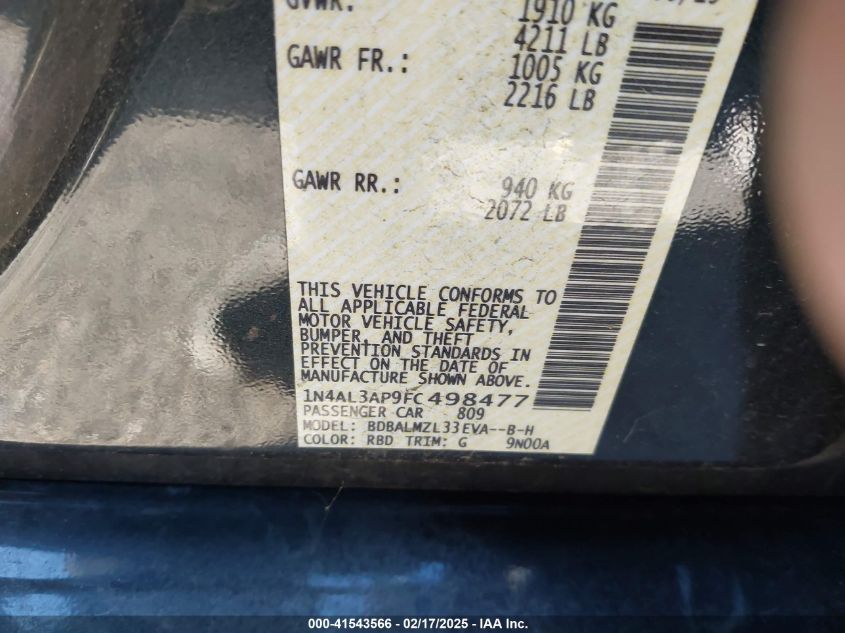 GVWR: 1910 KG
4211 LB
GAWR FR.: 1005 KG
2216 LB
GAWR RR.: 940 KG
2072 LB
THIS VEHICLE CONFORMS TO
ALL APPLICABLE FEDERAL
MOTOR VEHICLE SAFETY,
BUMPER, AND THEFT
PREVENTION STANDARDS IN
EFFECT ON THE DATE OF
MANUFACTURE SHOWN ABOVE.
1N4AL3AP9FC498477
PASSENGER CAR 809
MODEL: BDBALMZL33EVA--B-H
COLOR: RBD TRIM: G 9N00A
000-41543566 - 02/17/2025 - IAA Inc.